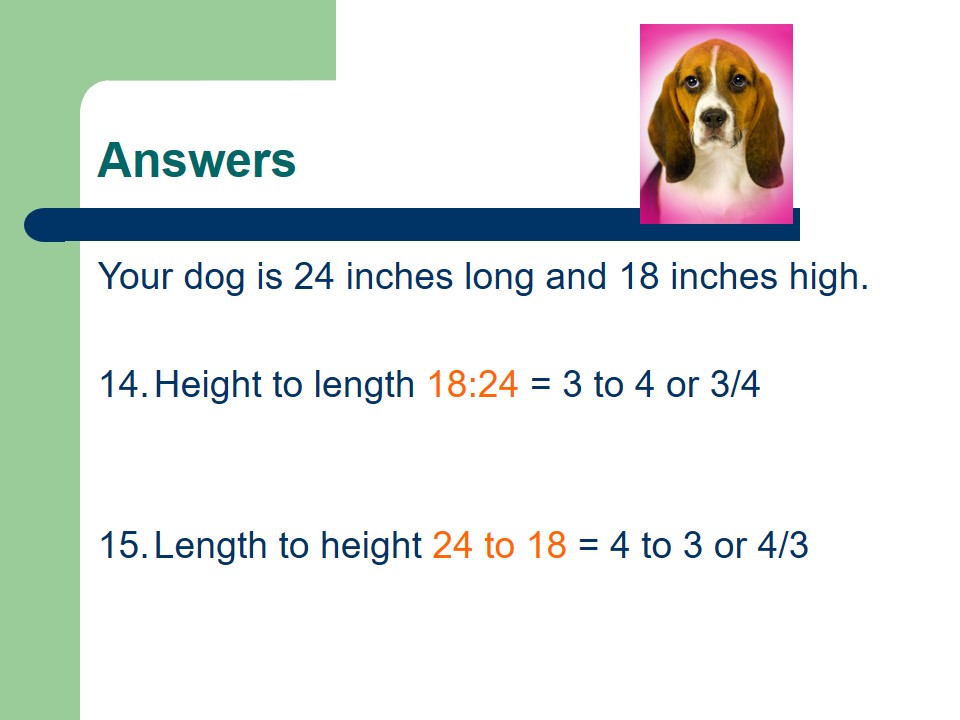 Answers
Your dog is 24 inches long and 18 inches high.
14. Height to length 18:24 = 3 to 4 or 3/4
15. Length to height 24 to 18 = 4 to 3 or 4/3